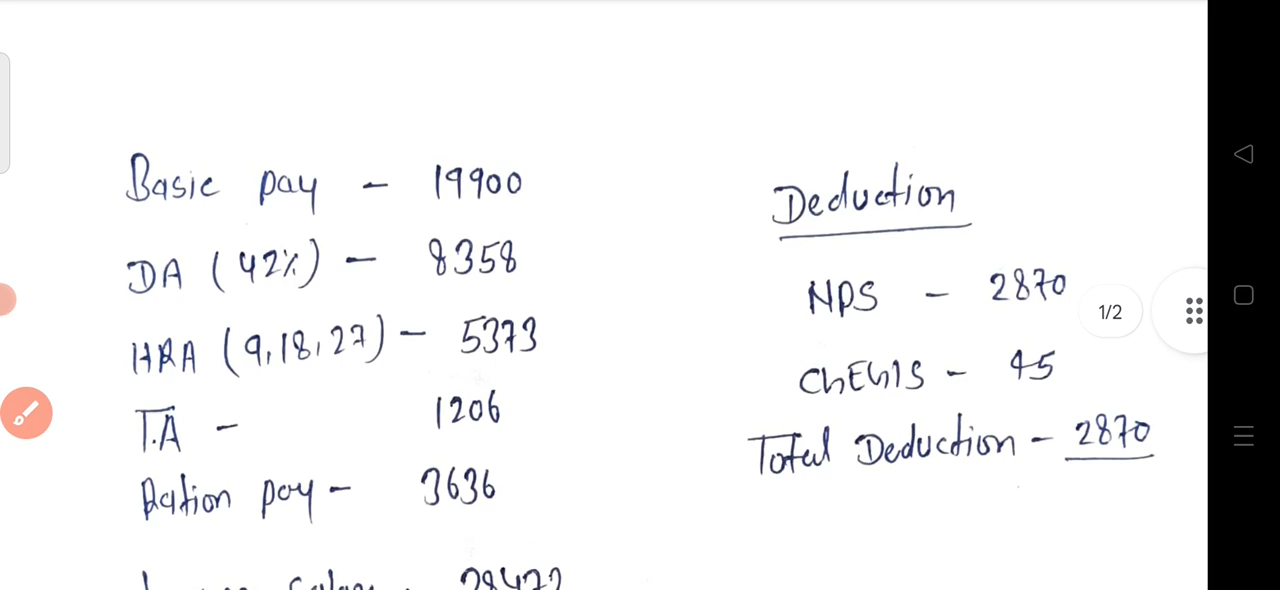 Basic pay - 19900
DA (42%) - 8358
HRA (9,18,27) - 5373
T.A - 1206
Ration pay - 3636
Deduction
NPS - 2870
CGEGIS - 45
Total Deduction - 2870
1/2